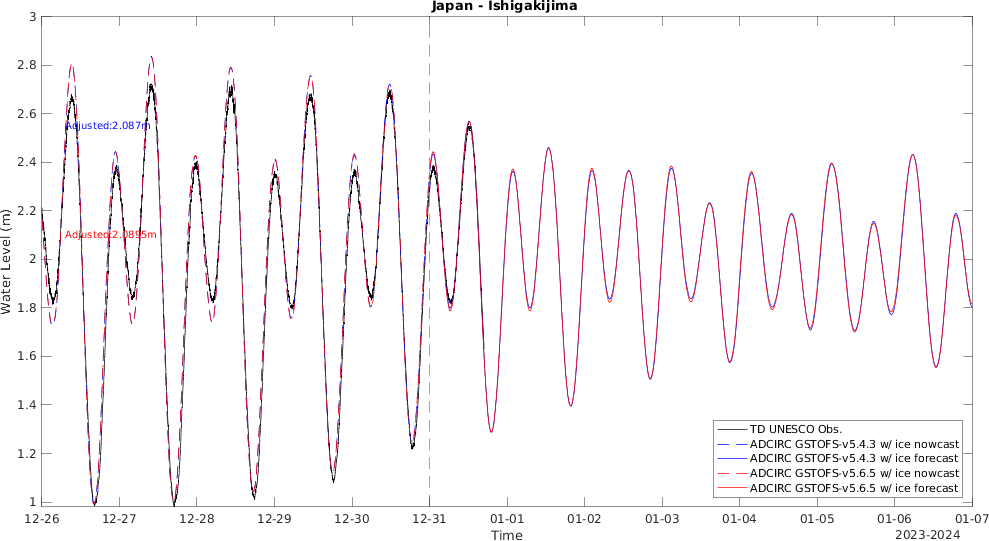 Japan - Ishigakijima
3
2.8
2.6
2.4
2.2
2
1.8
1.6
1.4
1.2
1
Water Level (m)
Adjusted:2.087m
Adjusted:2.0895m
TD UNESCO Obs.
ADCIRC GSTOFS-v5.4.3 w/ ice nowcast
ADCIRC GSTOFS-v5.4.3 w/ ice forecast
ADCIRC GSTOFS-v5.6.5 w/ ice nowcast
ADCIRC GSTOFS-v5.6.5 w/ ice forecast
12-26 12-27 12-28 12-29 12-30 12-31 01-01 01-02 01-03 01-04 01-05 01-06 01-07
Time
2023-2024